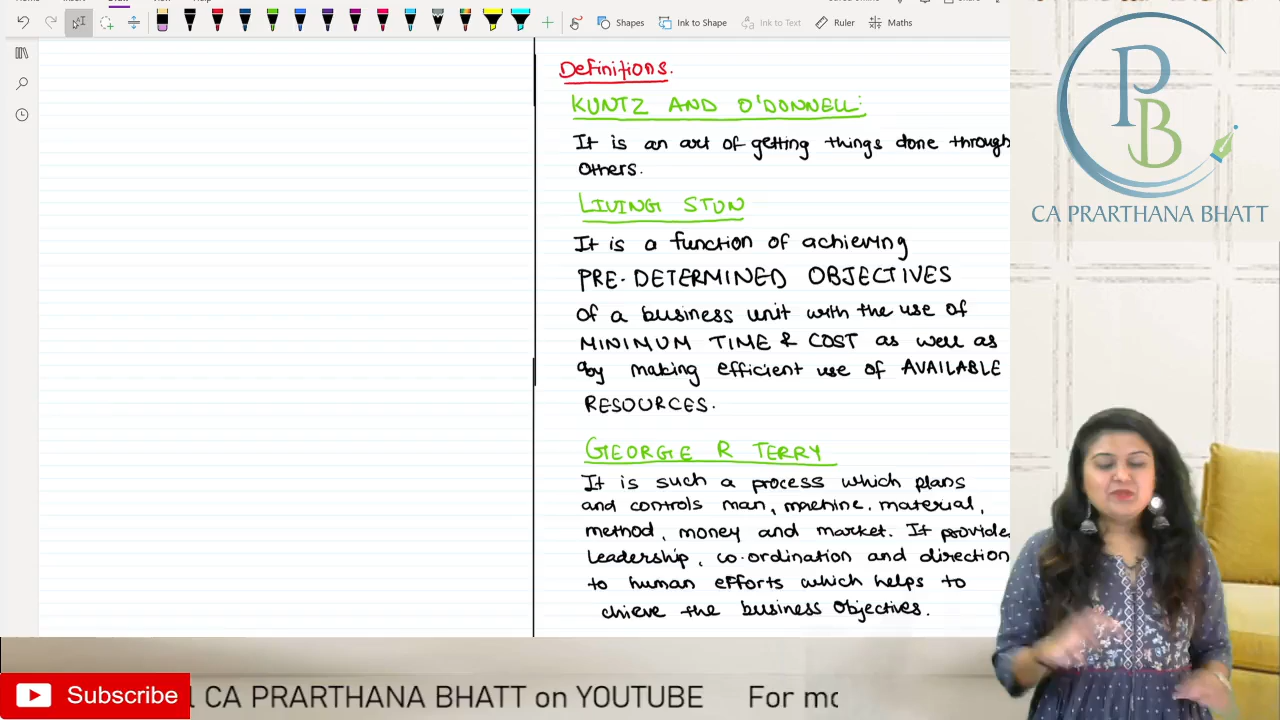 Shapes
Ink to Shape
Ink to Text
Ruler
Maths
Definitions.
KUNTZ AND O'DONNELL:
It is an art of getting things done through
others.
LIVING STON
It is a function of achieving
PRE-DETERMINED OBJECTIVES
of a business unit with the use of
MINIMUM TIME & COST as well as
by making efficient use of AVAILABLE
RESOURCES.
GEORGE R TERRY
It is such a process which plans
and controls man, machine, material,
method, money and market. It provide
leadership, co-ordination and direction
to human efforts which helps to
chieve the business objectives.
PB
CA PRARTHANA BHATT
Subscribe
CA PRARTHANA BHATT on YOUTUBE For mo